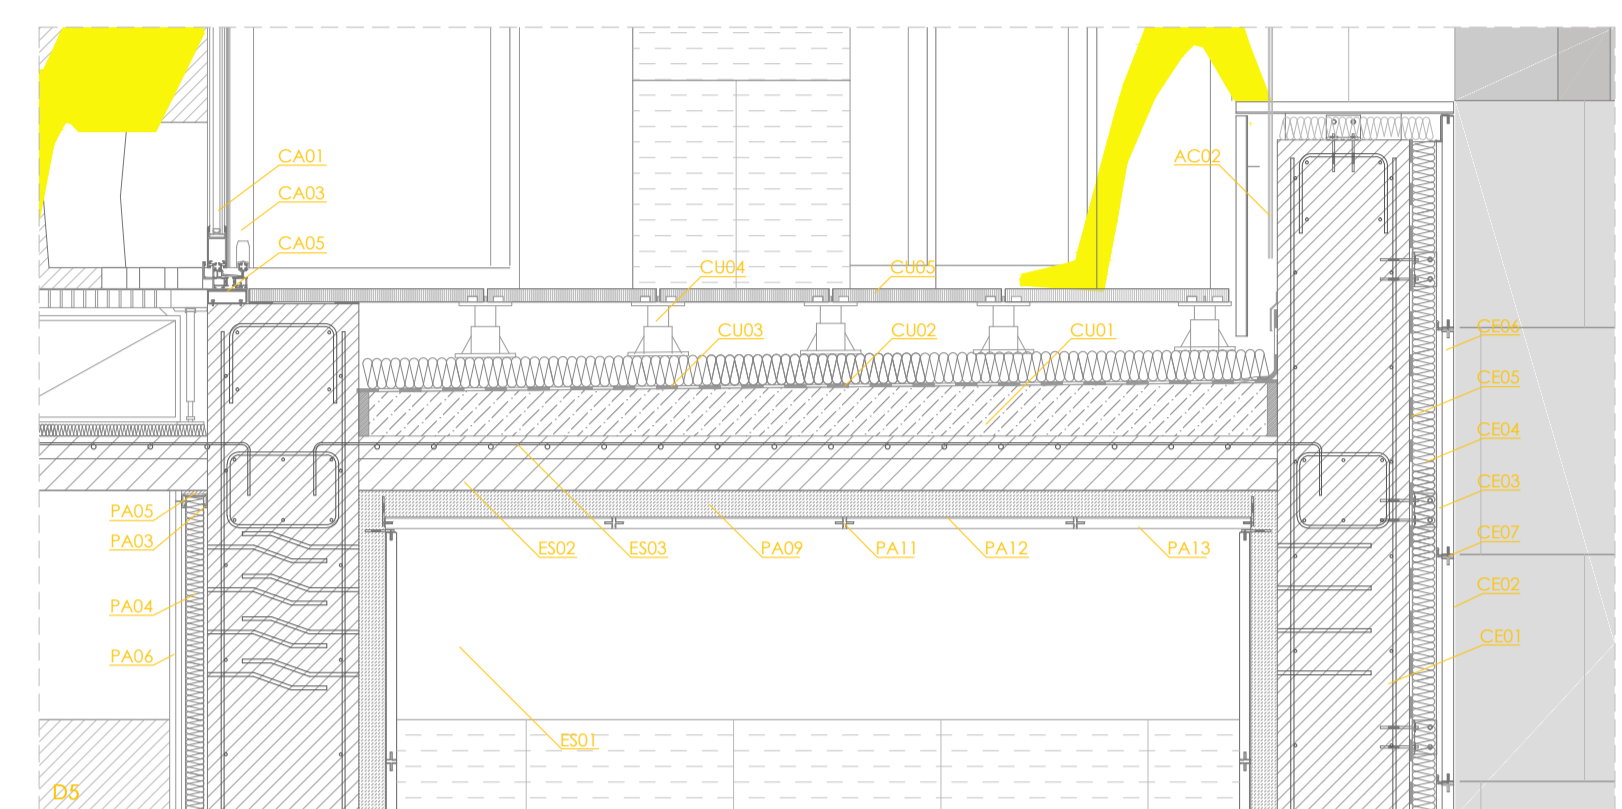 CA01
AC02
CA03
CA05
CU04
CU05
CU03
CU02
CU01
CE06
CE05
CE04
CE03
PA05
PA03
ES02
ES03
PA09
PA11
PA12
PA13
CE07
CE02
PA04
CE01
PA06
ES01
D5